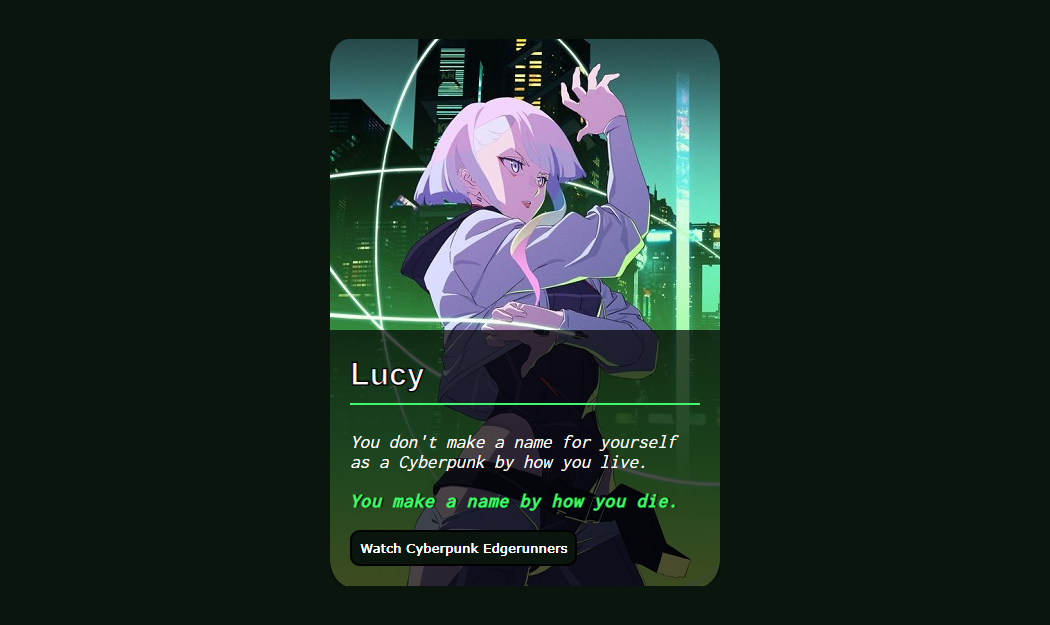 Lucy
You don't make a name for yourself
as a Cyberpunk by how you live.
You make a name by how you die.
Watch Cyberpunk Edgerunners